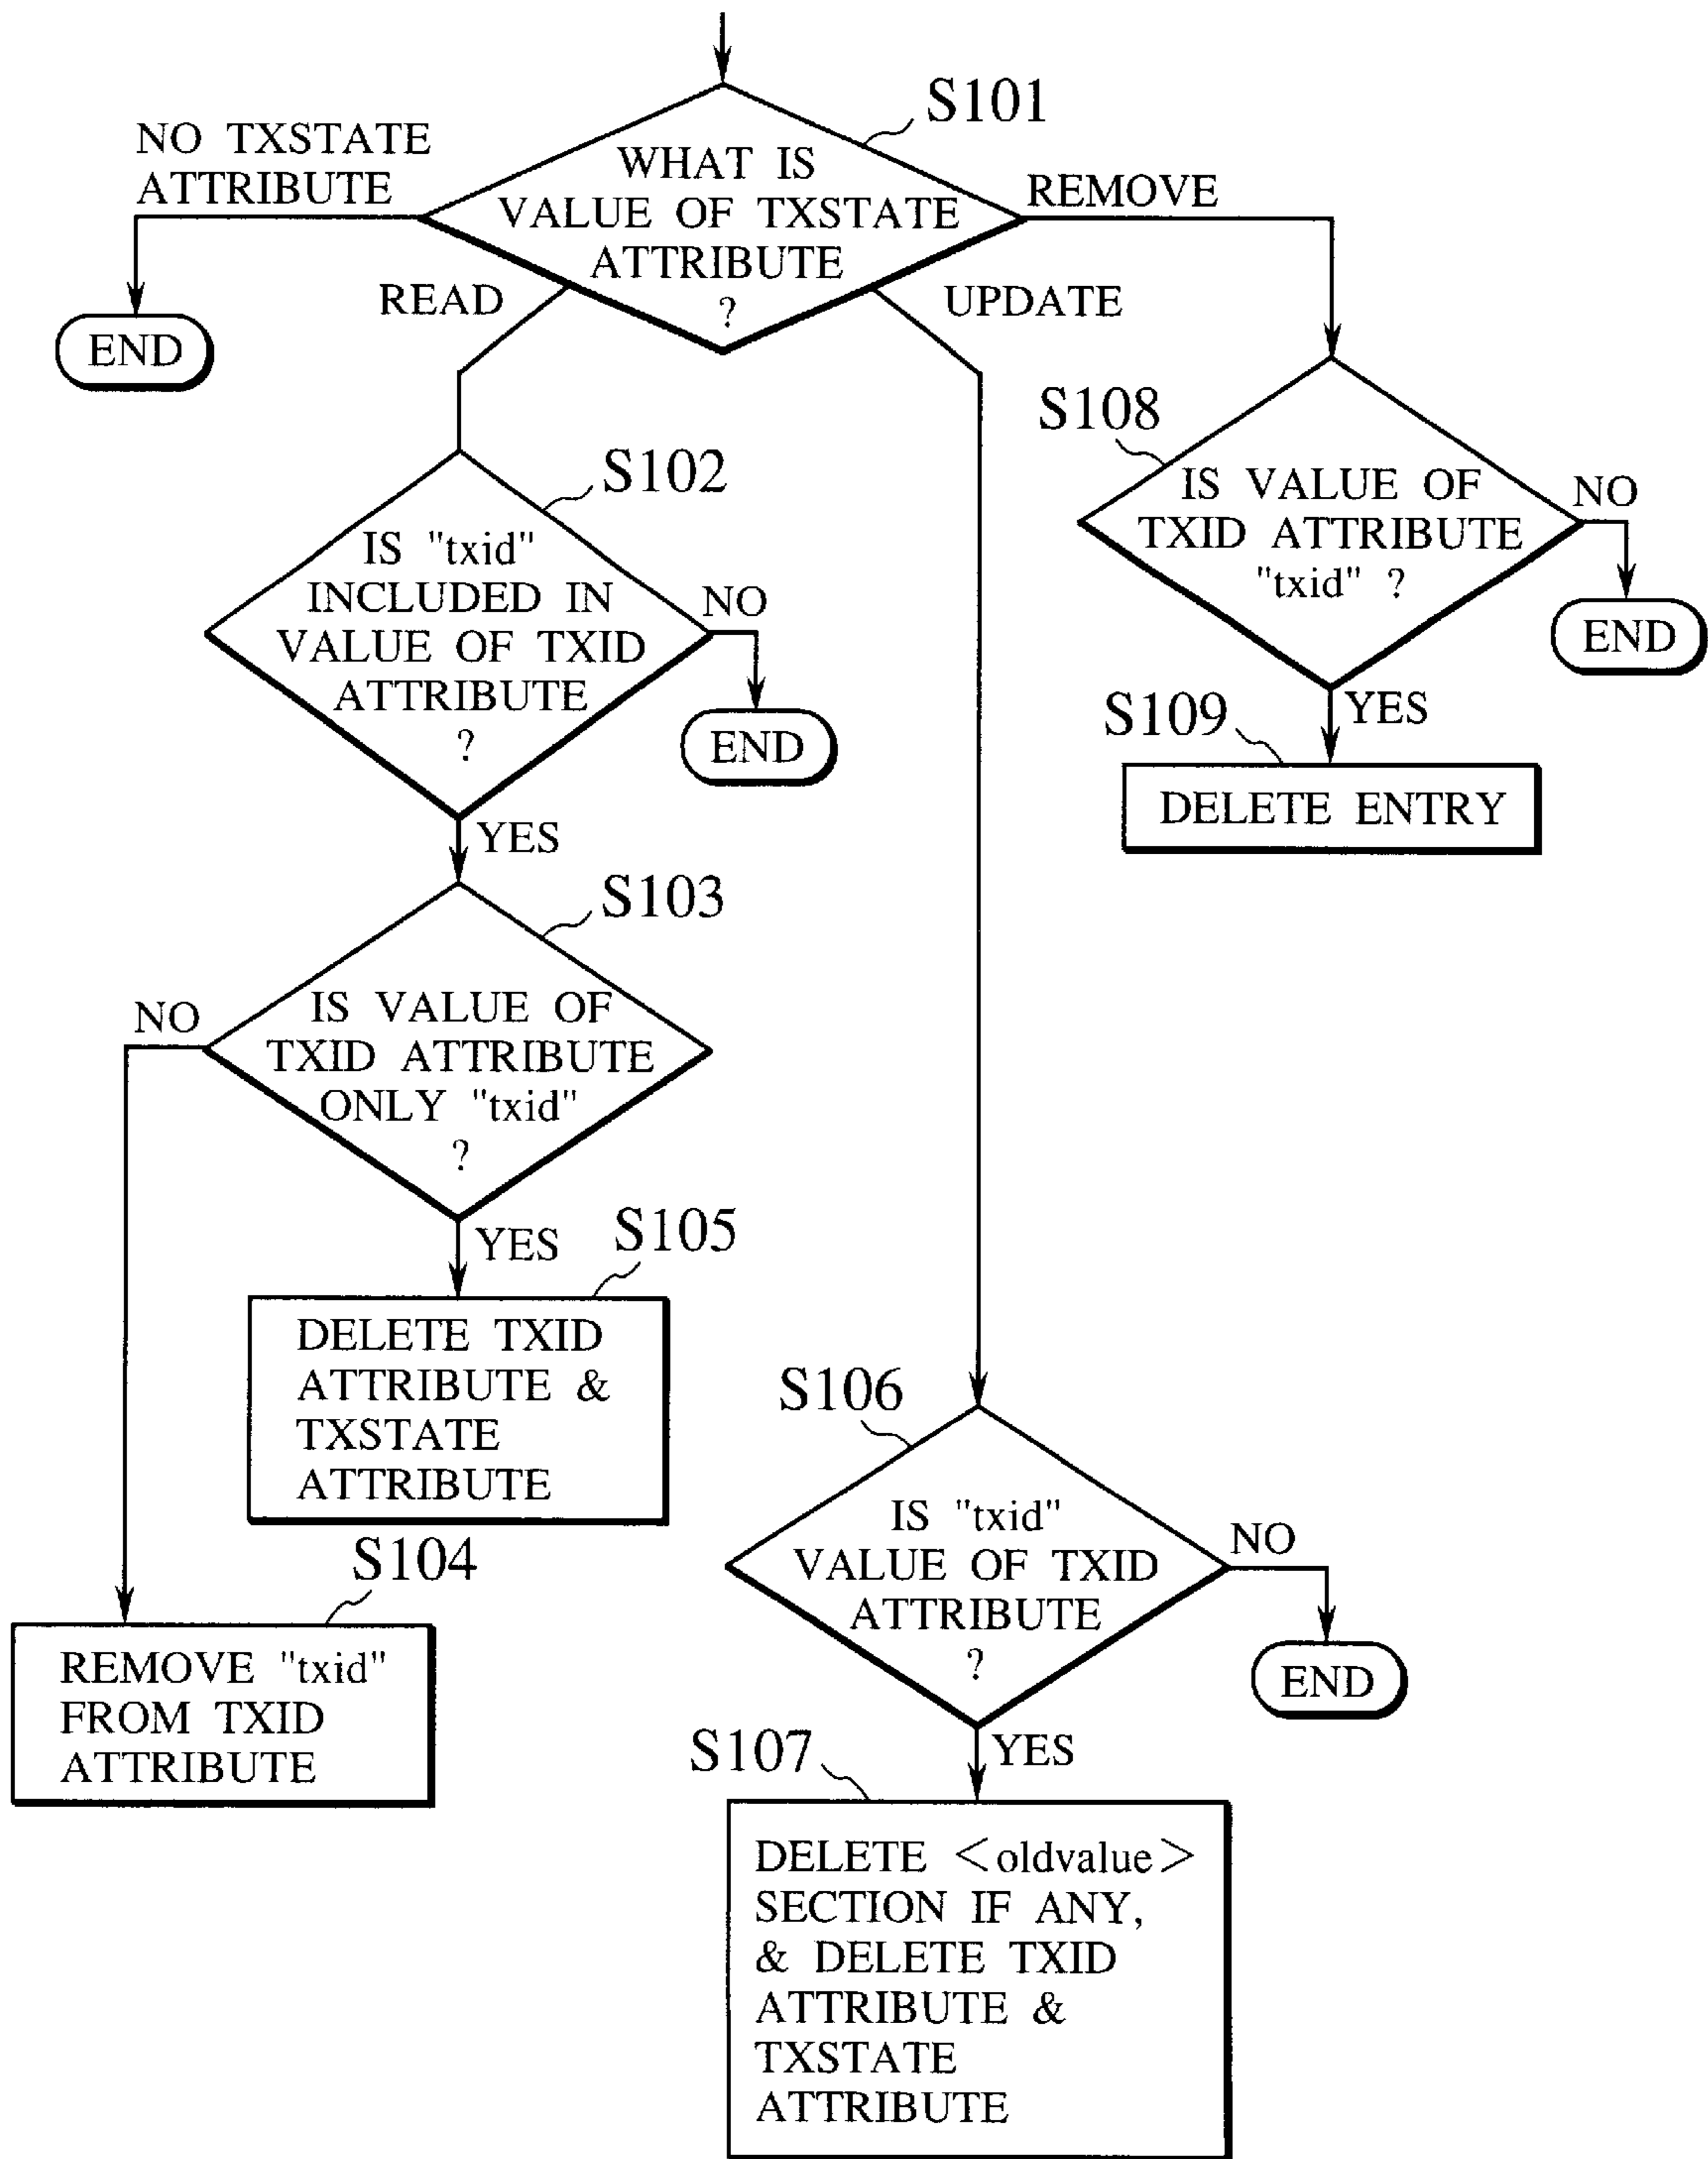 S101
NO TXSTATE
ATTRIBUTE
WHAT IS
VALUE OF TXSTATE
ATTRIBUTE
?
REMOVE
READ
UPDATE
END
S108
IS VALUE OF
TXID ATTRIBUTE
"txid" ?
NO
END
S102
IS "txid"
INCLUDED IN
VALUE OF TXID
ATTRIBUTE
?
NO
END
YES
S109
DELETE ENTRY
YES
S103
IS VALUE OF
TXID ATTRIBUTE
ONLY "txid"
?
NO
YES
S105
DELETE TXID
ATTRIBUTE &
TXSTATE
ATTRIBUTE
S104
REMOVE "txid"
FROM TXID
ATTRIBUTE
S106
IS "txid"
VALUE OF TXID
ATTRIBUTE
?
NO
END
YES
S107
DELETE <oldvalue>
SECTION IF ANY,
& DELETE TXID
ATTRIBUTE &
TXSTATE
ATTRIBUTE